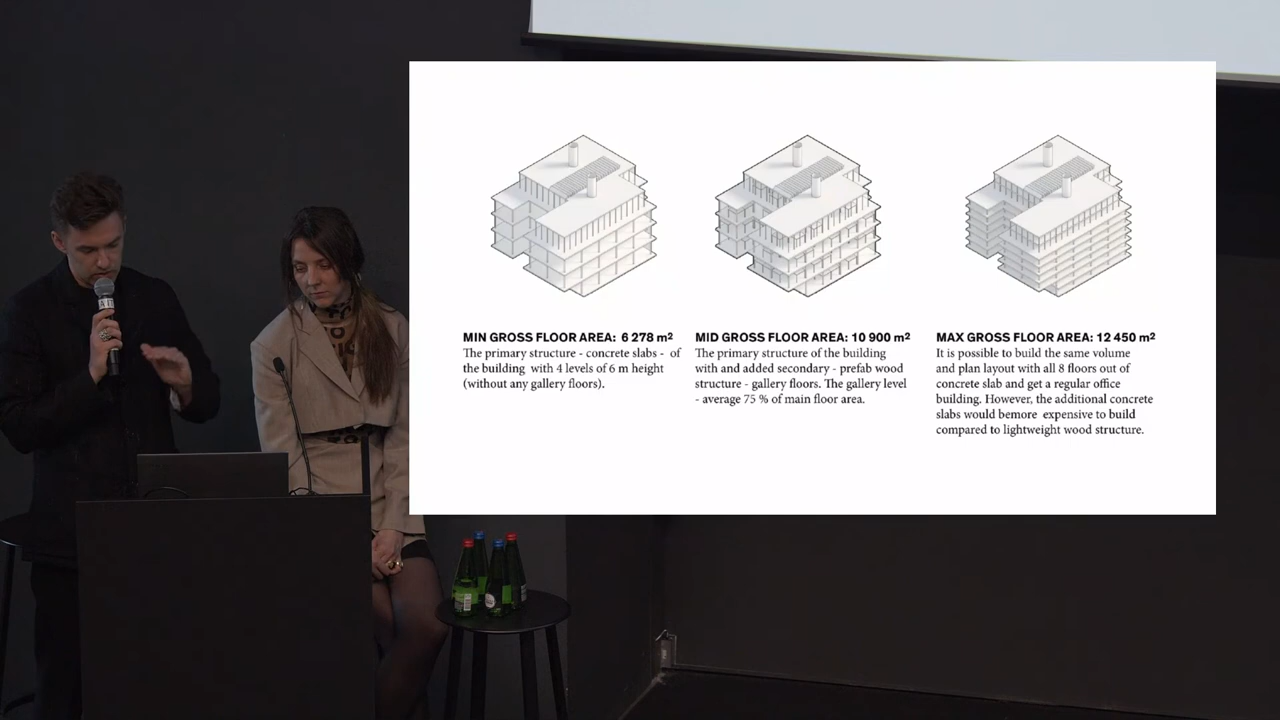 MIN GROSS FLOOR AREA: 6 278 m²
The primary structure - concrete slabs - of
the building with 4 levels of 6 m height
(without any gallery floors).
MID GROSS FLOOR AREA: 10 900 m²
The primary structure of the building
with and added secondary - prefab wood
structure - gallery floors. The gallery level
- average 75 % of main floor area.
MAX GROSS FLOOR AREA: 12 450 m²
It is possible to build the same volume
and plan layout with all 8 floors out of
concrete slab and get a regular office
building. However, the additional concrete
slabs would bemore expensive to build
compared to lightweight wood structure.